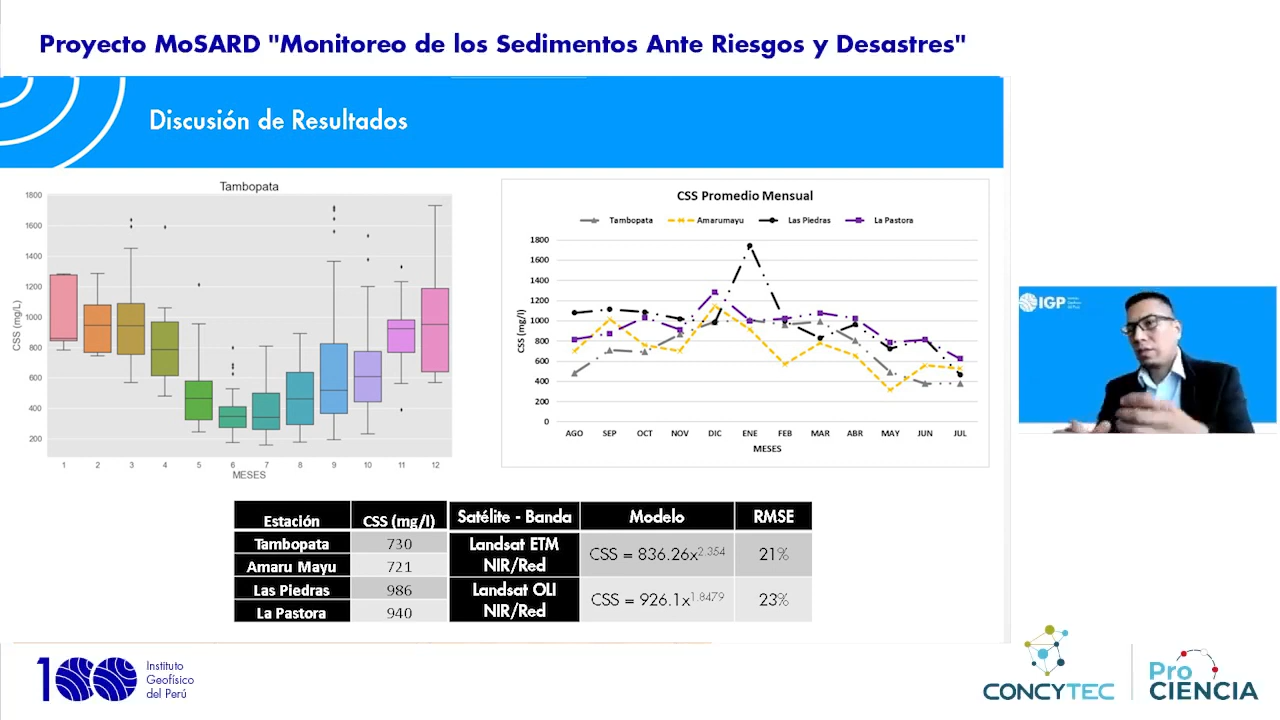 Proyecto MoSARD "Monitoreo de los Sedimentos Ante Riesgos y Desastres"
Discusión de Resultados
Tambopata
CSS (mg/L)
1800
1600
1400
1200
1000
800
600
400
200
1 2 3 4 5 6 7 8 9 10 11 12
MESES
CSS Promedio Mensual
Tambopata Amarumayu Las Piedras La Pastora
CSS (mg/l)
1800
1600
1400
1200
1000
800
600
400
200
0
AGO SEP OCT NOV DIC ENE FEB MAR ABR MAY JUN JUL
MESES
IGP
Estación CSS (mg/l)
Tambopata 730
Amaru Mayu 721
Las Piedras 986
La Pastora 940
Satélite - Banda Modelo RMSE
Landsat ETM
NIR/Red
CSS = 836.26x2.354 21%
Landsat OLI
NIR/Red
CSS = 926.1x1.8479 23%
100
Instituto
Geofísico
del Perú
CONCYTEC
Pro
CIENCIA